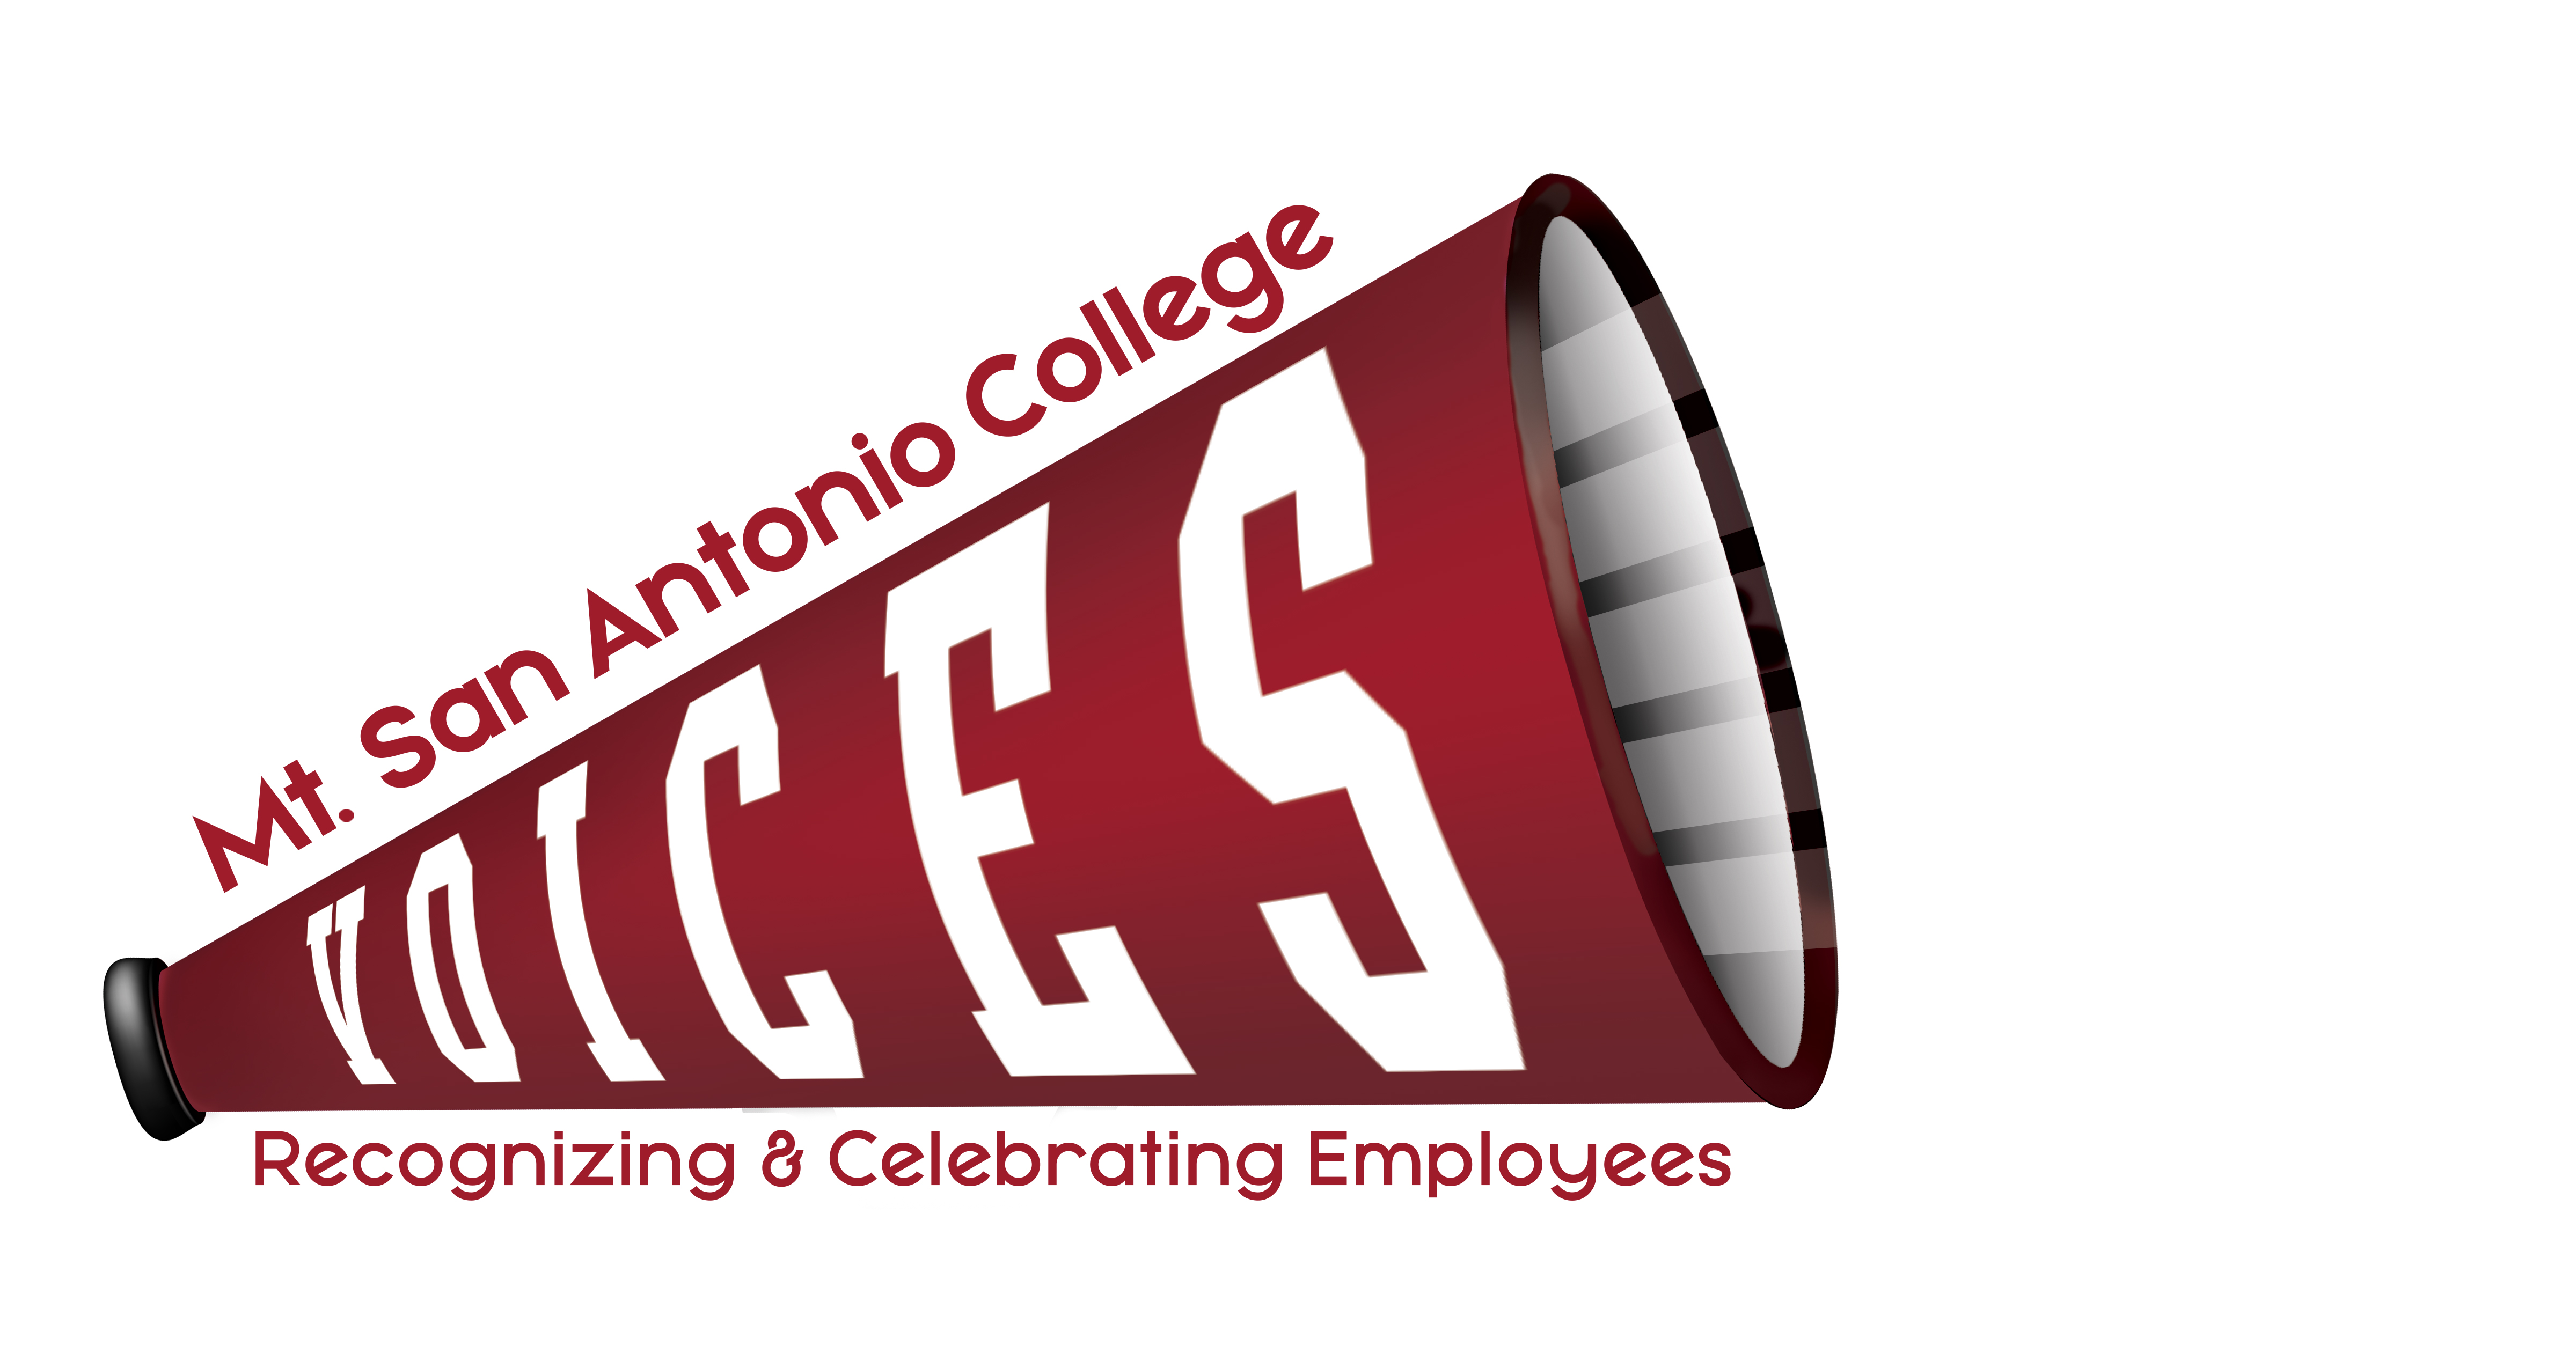 Mt. San Antonio College
VOICES
Recognizing & Celebrating Employees